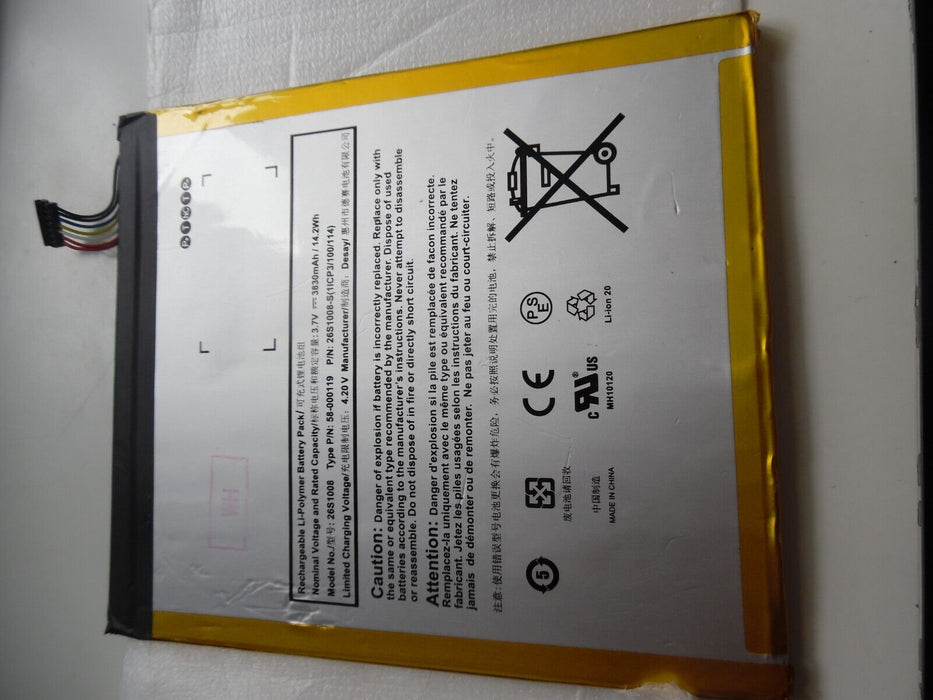 HM
Rechargeable Li-Polymer Battery Pack/ 可充式锂电池组
Nominal Voltage and Rated Capacity/标称电压和额定容量: 3.7V ⎓ 3830mAh / 14.2Wh
Model No./型号: 26S1008 Type P/N: 58-000119 P/N: 26S1008-S(1ICP3/100/114)
Limited Charging Voltage/充电限制电压: 4.20 V Manufacturer/制造商: Desay/ 惠州市德赛电池有限公司
Caution: Danger of explosion if battery is incorrectly replaced. Replace only with
the same or equivalent type recommended by the manufacturer. Dispose of used
batteries according to the manufacturer's instructions. Never attempt to disassemble
or reassemble. Do not dispose of in fire or directly short circuit.
Attention: Danger d'explosion si la pile est remplacée de facon incorrecte.
Remplacez-la uniquement avec le même type ou équivalent recommandé par le
fabricant. Jetez les piles usagées selon les instructions du fabricant. Ne tentez
jamais de démonter ou de remonter. Ne pas jeter au feu ou court-circuiter.
注意: 使用错误型号电池更换会有爆炸危险, 务必按照说明处置用完的电池, 禁止拆解、短路或投入火中.
5
废电池请回收
CE
PSE
中国制造
MADE IN CHINA
c RU US
MH10120
Li-ion 20